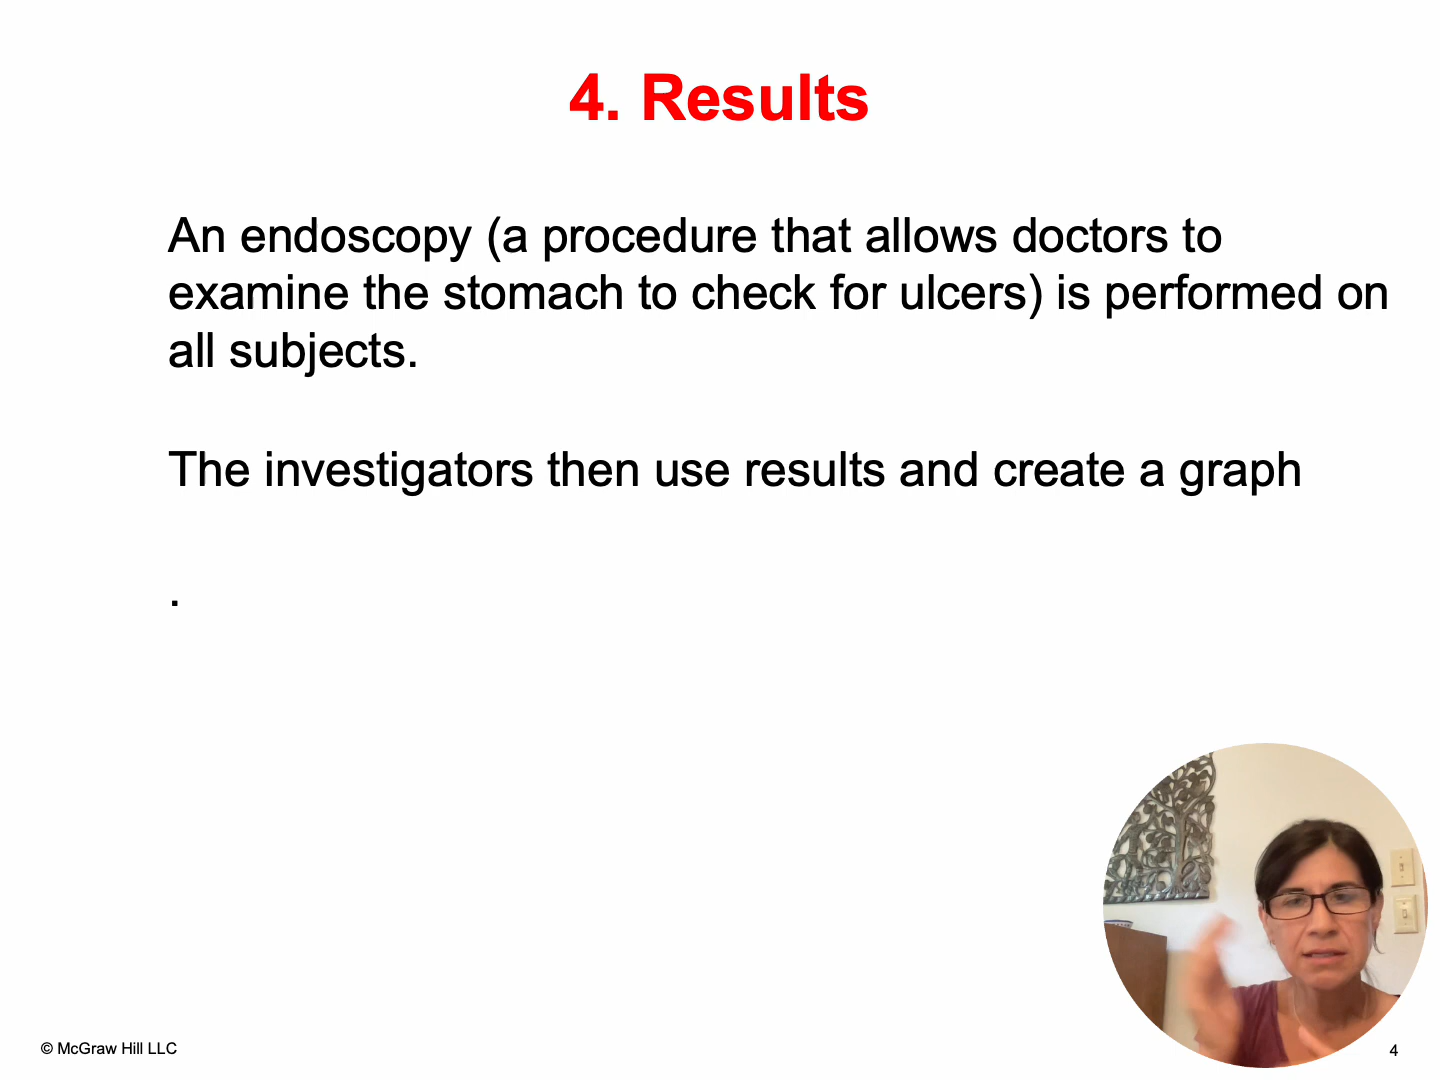 4. Results
An endoscopy (a procedure that allows doctors to
examine the stomach to check for ulcers) is performed on
all subjects.
The investigators then use results and create a graph
.
© McGraw Hill LLC
4